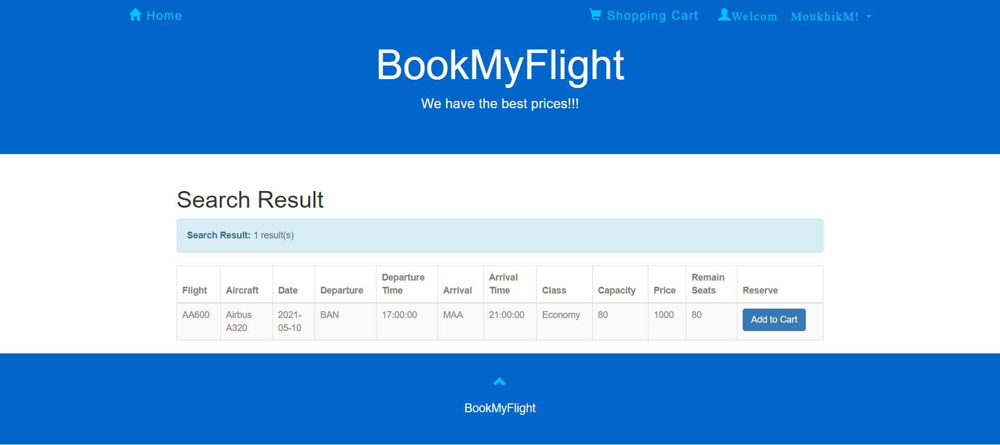 Home Shopping Cart Welcom MoukhikM!
BookMyFlight
We have the best prices!!!
Search Result
Search Result: 1 result(s)
Flight Aircraft Date Departure Departure Time Arrival Arrival Time Class Capacity Price Remain Seats Reserve
AA600 Airbus A320 2021-05-10 BAN 17:00:00 MAA 21:00:00 Economy 80 1000 80 Add to Cart
BookMyFlight